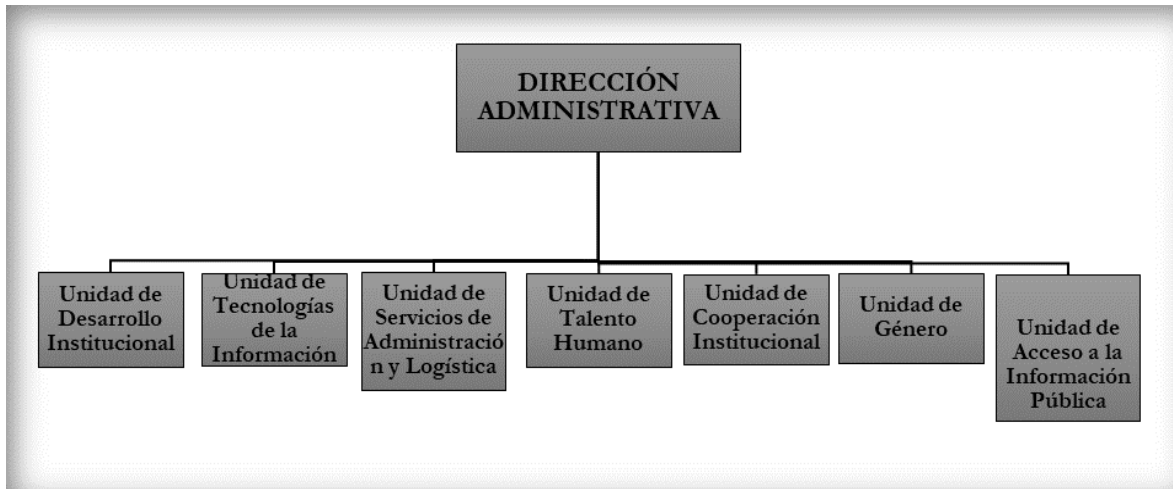 DIRECCIÓN
ADMINISTRATIVA
Unidad de
Desarrollo
Institucional
Unidad de
Tecnologías
de la
Información
Unidad de
Servicios de
Administració
n y Logística
Unidad de
Talento
Humano
Unidad de
Cooperación
Institucional
Unidad de
Género
Unidad de
Acceso a la
Información
Pública